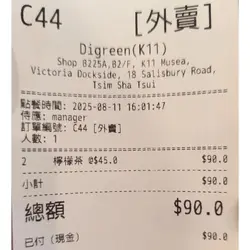 C44 [外賣]
Digreen(K11)
Shop B225A,B2/F, K11 Musea,
Victoria Dockside, 18 Salisbury Road,
Tsim Sha Tsui
點餐時間: 2025-08-11 16:01:47
侍應: manager
訂單編號: C44 [外賣]
人數: 1
2 檸檬茶 @$45.0 $90.0
小計 $90.0
總額 $90.0
已付 (現金) $90.0